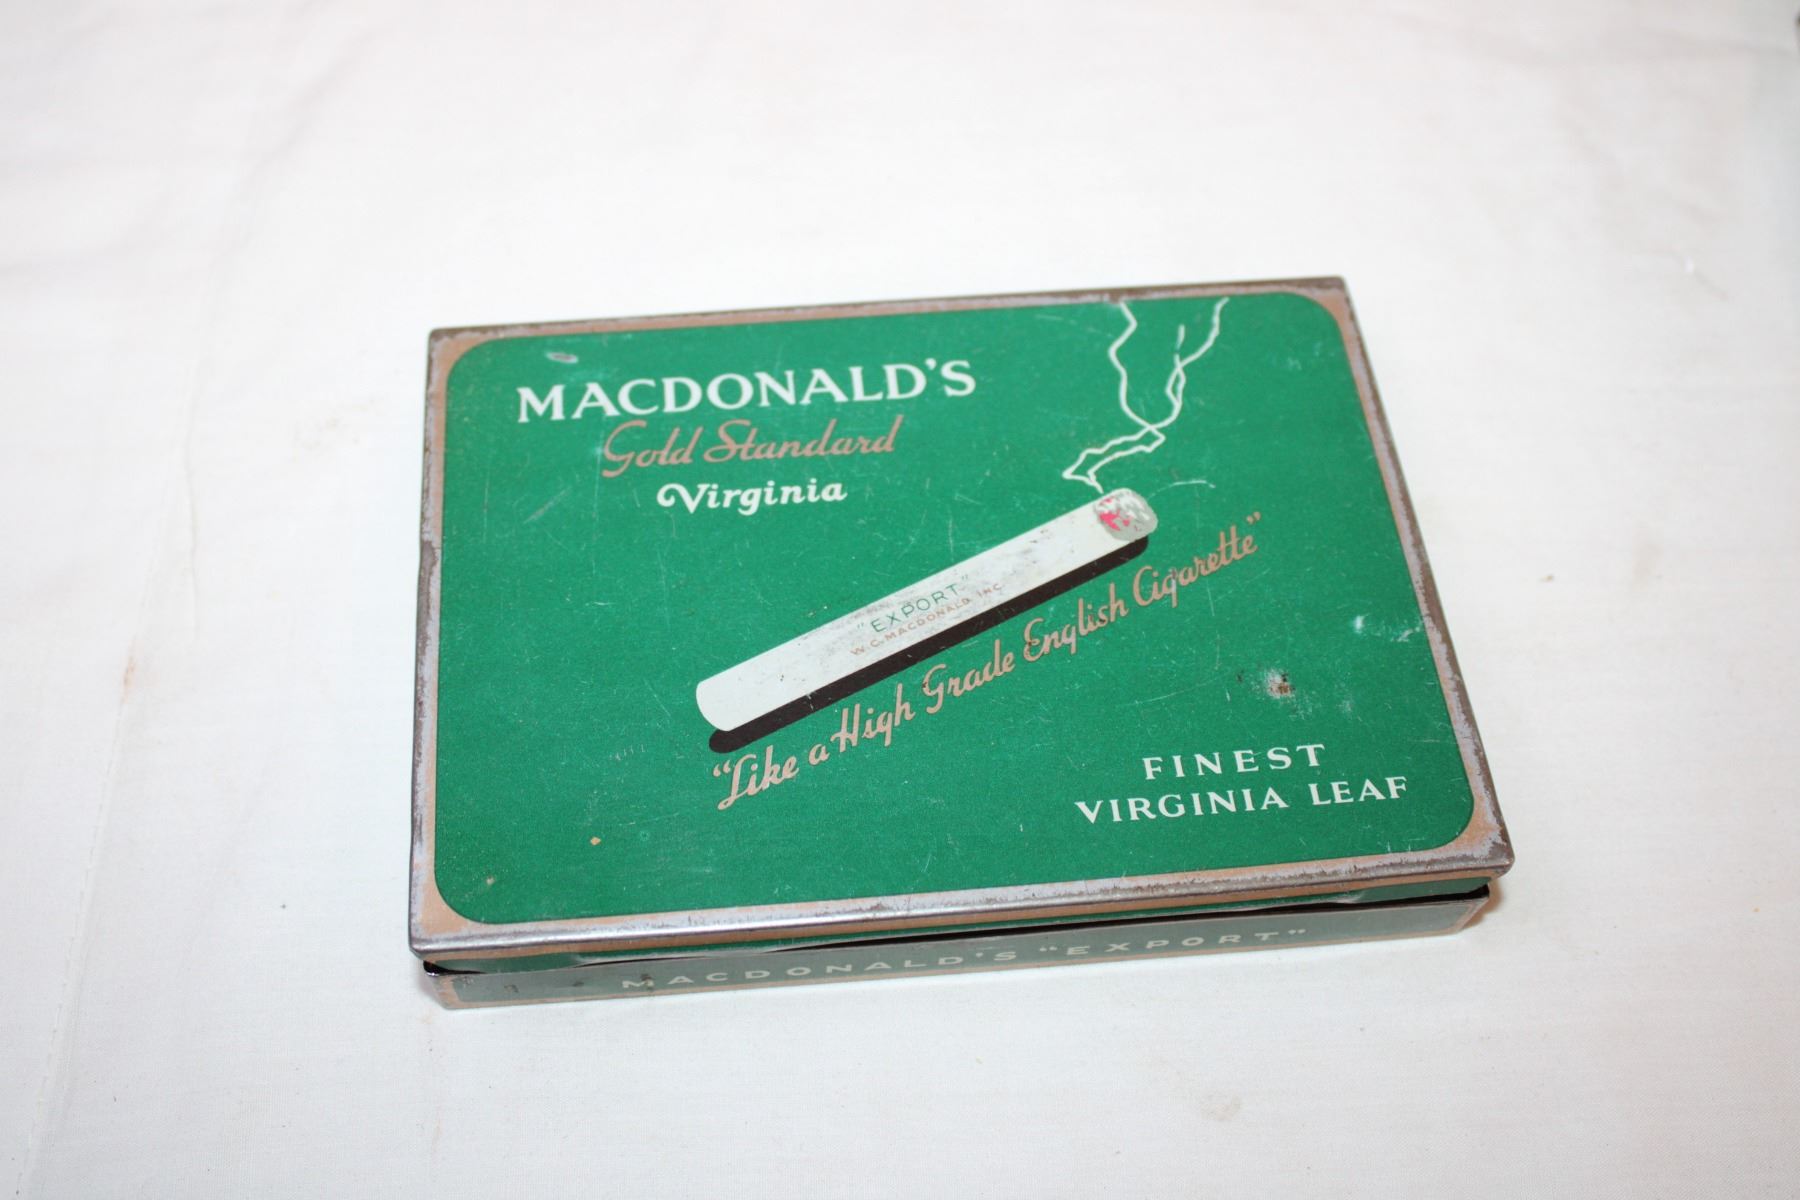 MACDONALD'S
Gold Standard
Virginia
"EXPORT"
W.C. MACDONALD INC.
"Like a High Grade English Cigarette"
FINEST
VIRGINIA LEAF
MACDONALD'S "EXPORT"